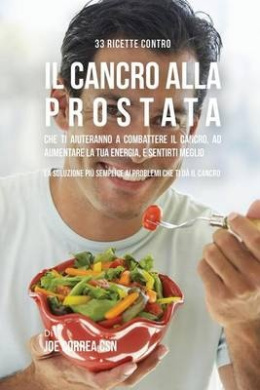 33 RICETTE CONTRO
IL CANCRO ALLA
PROSTATA
CHE TI AIUTERANNO A COMBATTERE IL CANCRO, AD
AUMENTARE LA TUA ENERGIA, E SENTIRTI MEGLIO
LA SOLUZIONE PIÙ SEMPLICE AI PROBLEMI CHE TI DÀ IL CANCRO
DI
JOE CORREA CSN